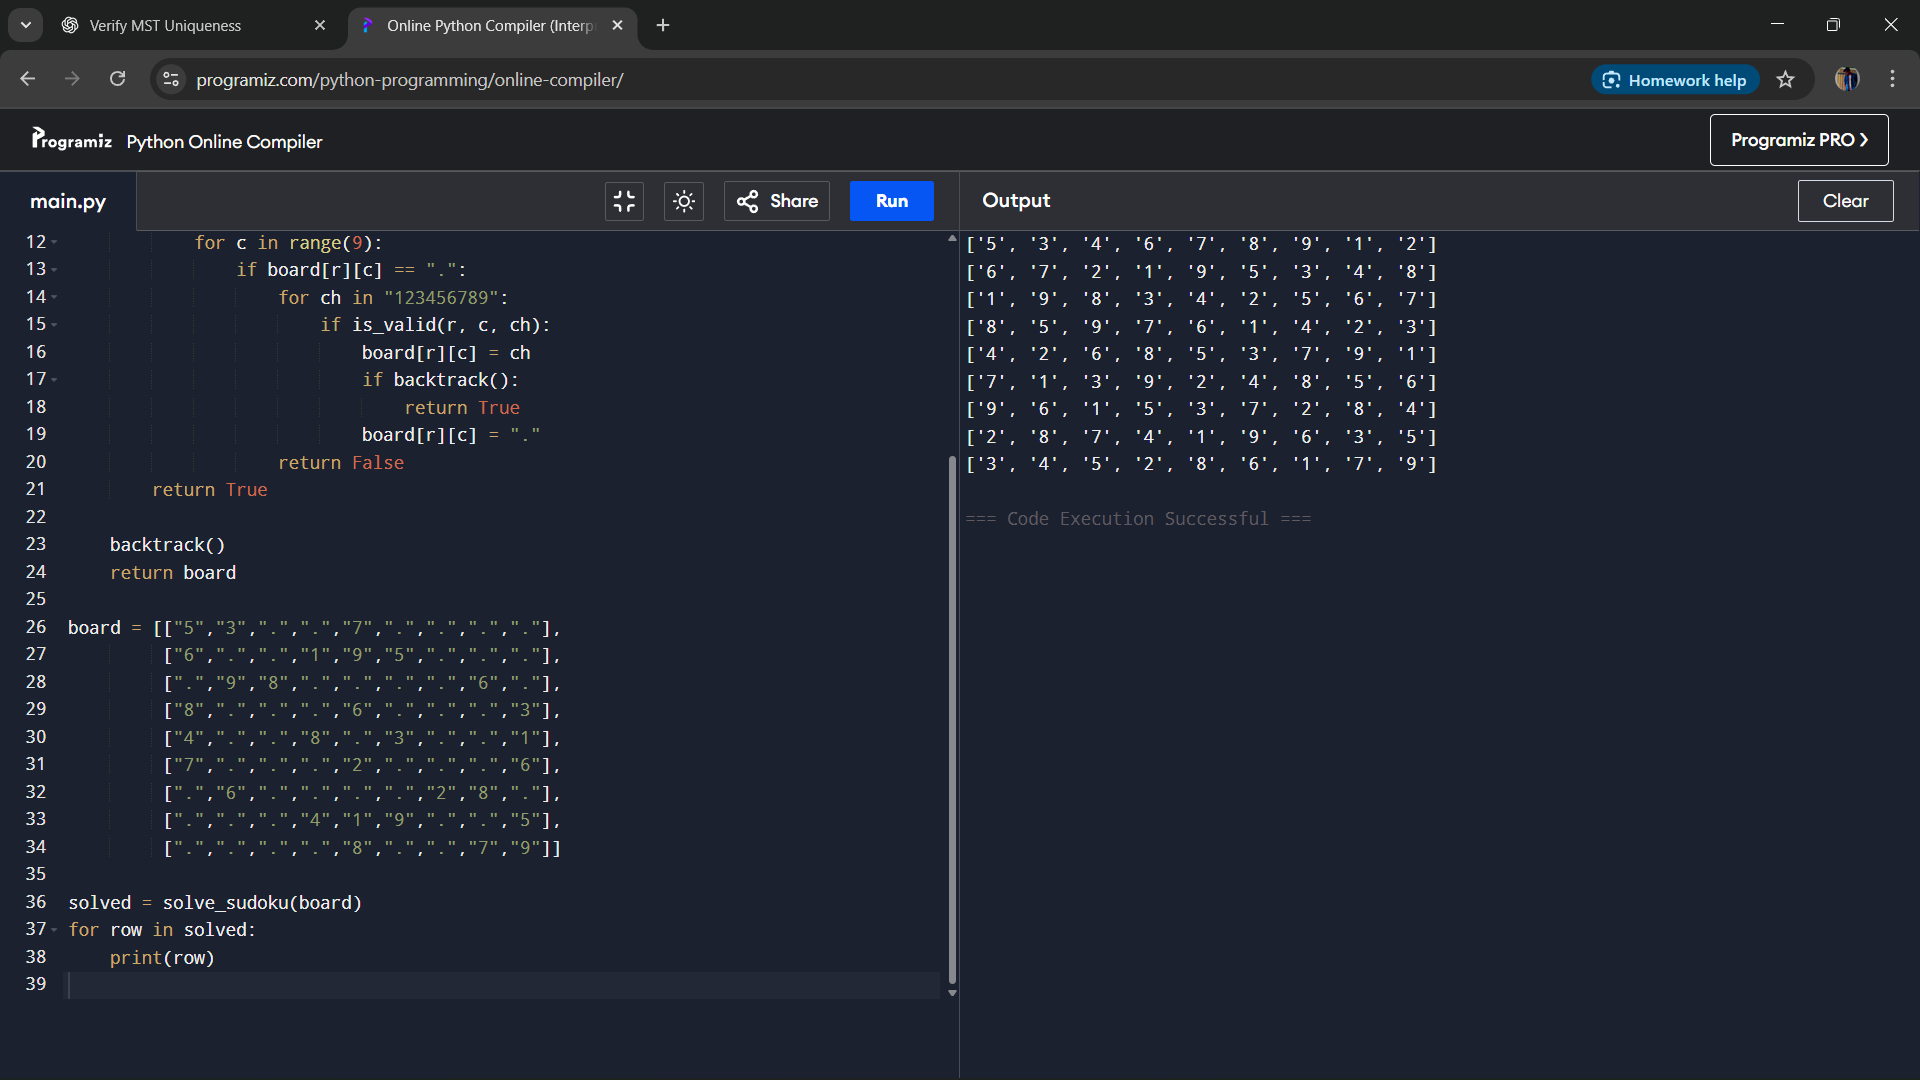 Verify MST Uniqueness
Online Python Compiler (Interp
programiz.com/python-programming/online-compiler/
Homework help
Programiz Python Online Compiler
Programiz PRO
main.py
Share
Run
Output
Clear
12 for c in range(9):
13 if board[r][c] == ".":
14 for ch in "123456789":
15 if is_valid(r, c, ch):
16 board[r][c] = ch
17 if backtrack():
18 return True
19 board[r][c] = "."
20 return False
21 return True
22
23 backtrack()
24 return board
25
26 board = [["5","3",".",".","7",".",".",".","."],
27 ["6",".",".","1","9","5",".",".","."],
28 [".","9","8",".",".",".",".","6","."],
29 ["8",".",".",".","6",".",".",".","3"],
30 ["4",".",".","8",".","3",".",".","1"],
31 ["7",".",".",".","2",".",".",".","6"],
32 [".","6",".",".",".",".","2","8","."],
33 [".",".",".","4","1","9",".",".","5"],
34 [".",".",".",".","8",".",".","7","9"]]
35
36 solved = solve_sudoku(board)
37 for row in solved:
38 print(row)
39
['5', '3', '4', '6', '7', '8', '9', '1', '2']
['6', '7', '2', '1', '9', '5', '3', '4', '8']
['1', '9', '8', '3', '4', '2', '5', '6', '7']
['8', '5', '9', '7', '6', '1', '4', '2', '3']
['4', '2', '6', '8', '5', '3', '7', '9', '1']
['7', '1', '3', '9', '2', '4', '8', '5', '6']
['9', '6', '1', '5', '3', '7', '2', '8', '4']
['2', '8', '7', '4', '1', '9', '6', '3', '5']
['3', '4', '5', '2', '8', '6', '1', '7', '9']
=== Code Execution Successful ===